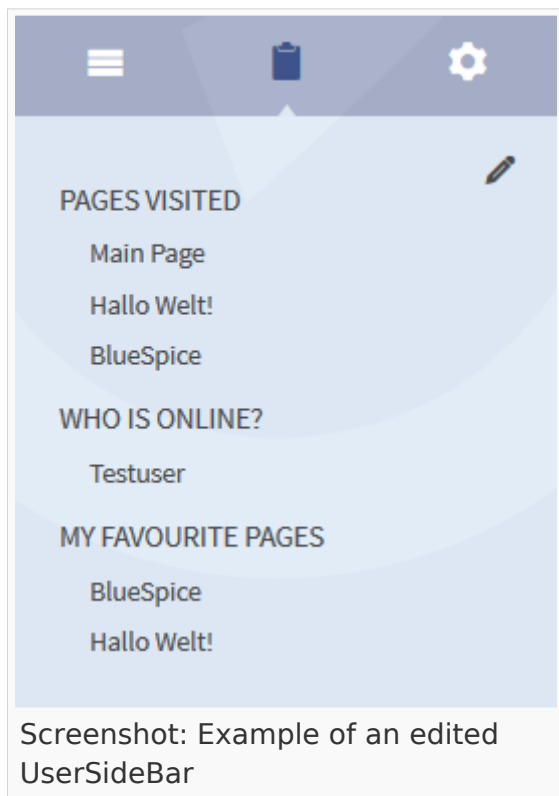 PAGES VISITED
Main Page
Hallo Welt!
BlueSpice
WHO IS ONLINE?
Testuser
MY FAVOURITE PAGES
BlueSpice
Hallo Welt!
Screenshot: Example of an edited
UserSideBar